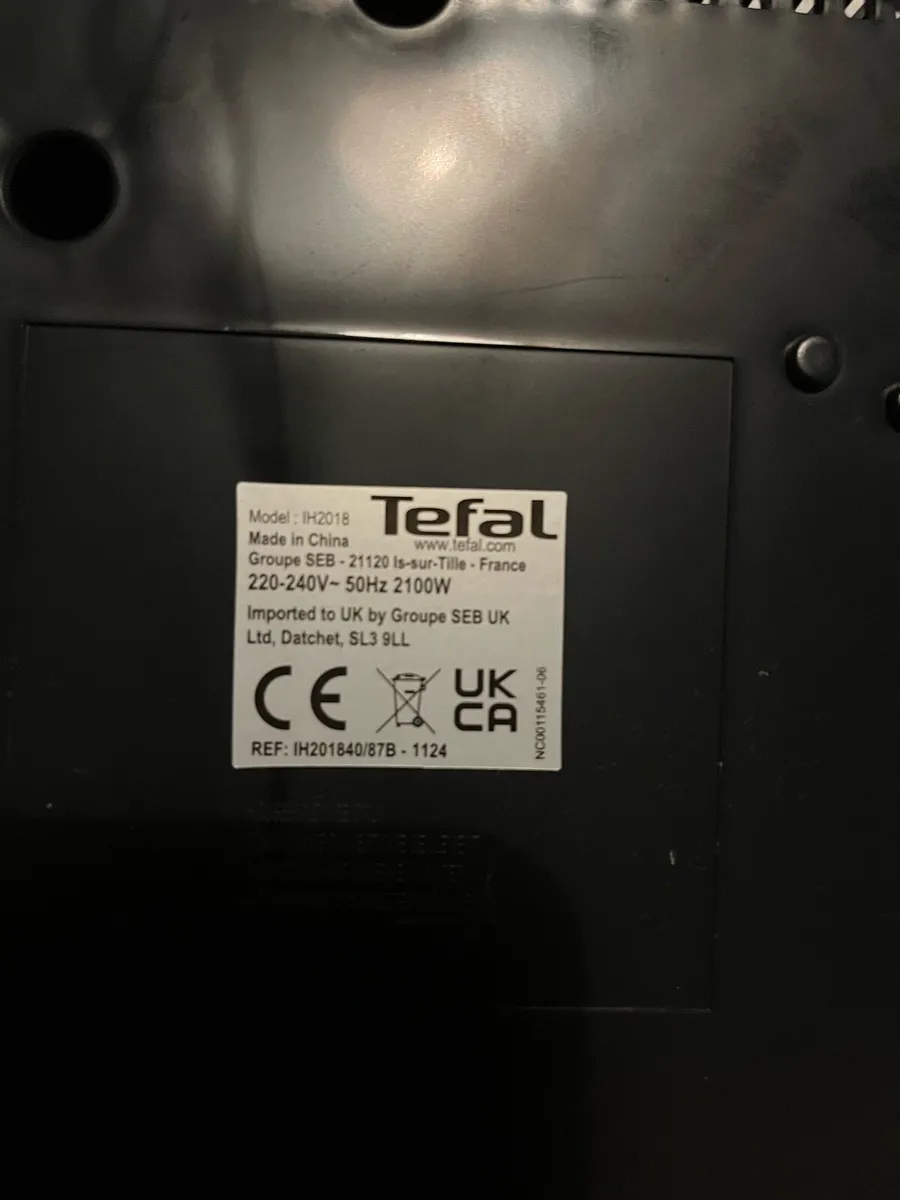 Tefal
Model : IH2018
www.tefal.com
Made in China
Groupe SEB - 21120 Is-sur-Tille - France
220-240V~ 50Hz 2100W
Imported to UK by Groupe SEB UK
Ltd, Datchet, SL3 9LL
CE
UK
CA
NC00115461-06
REF: IH201840/87B - 1124